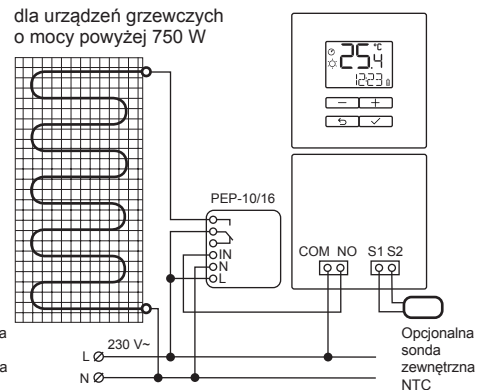 dla urządzeń grzewczych
o mocy powyżej 750 W
25.4 °C
12:23
− +
PEP-10/16
IN
N
L
COM NO S1 S2
230 V~
L
N
Opcjonalna
sonda
zewnętrzna
NTC
a
a